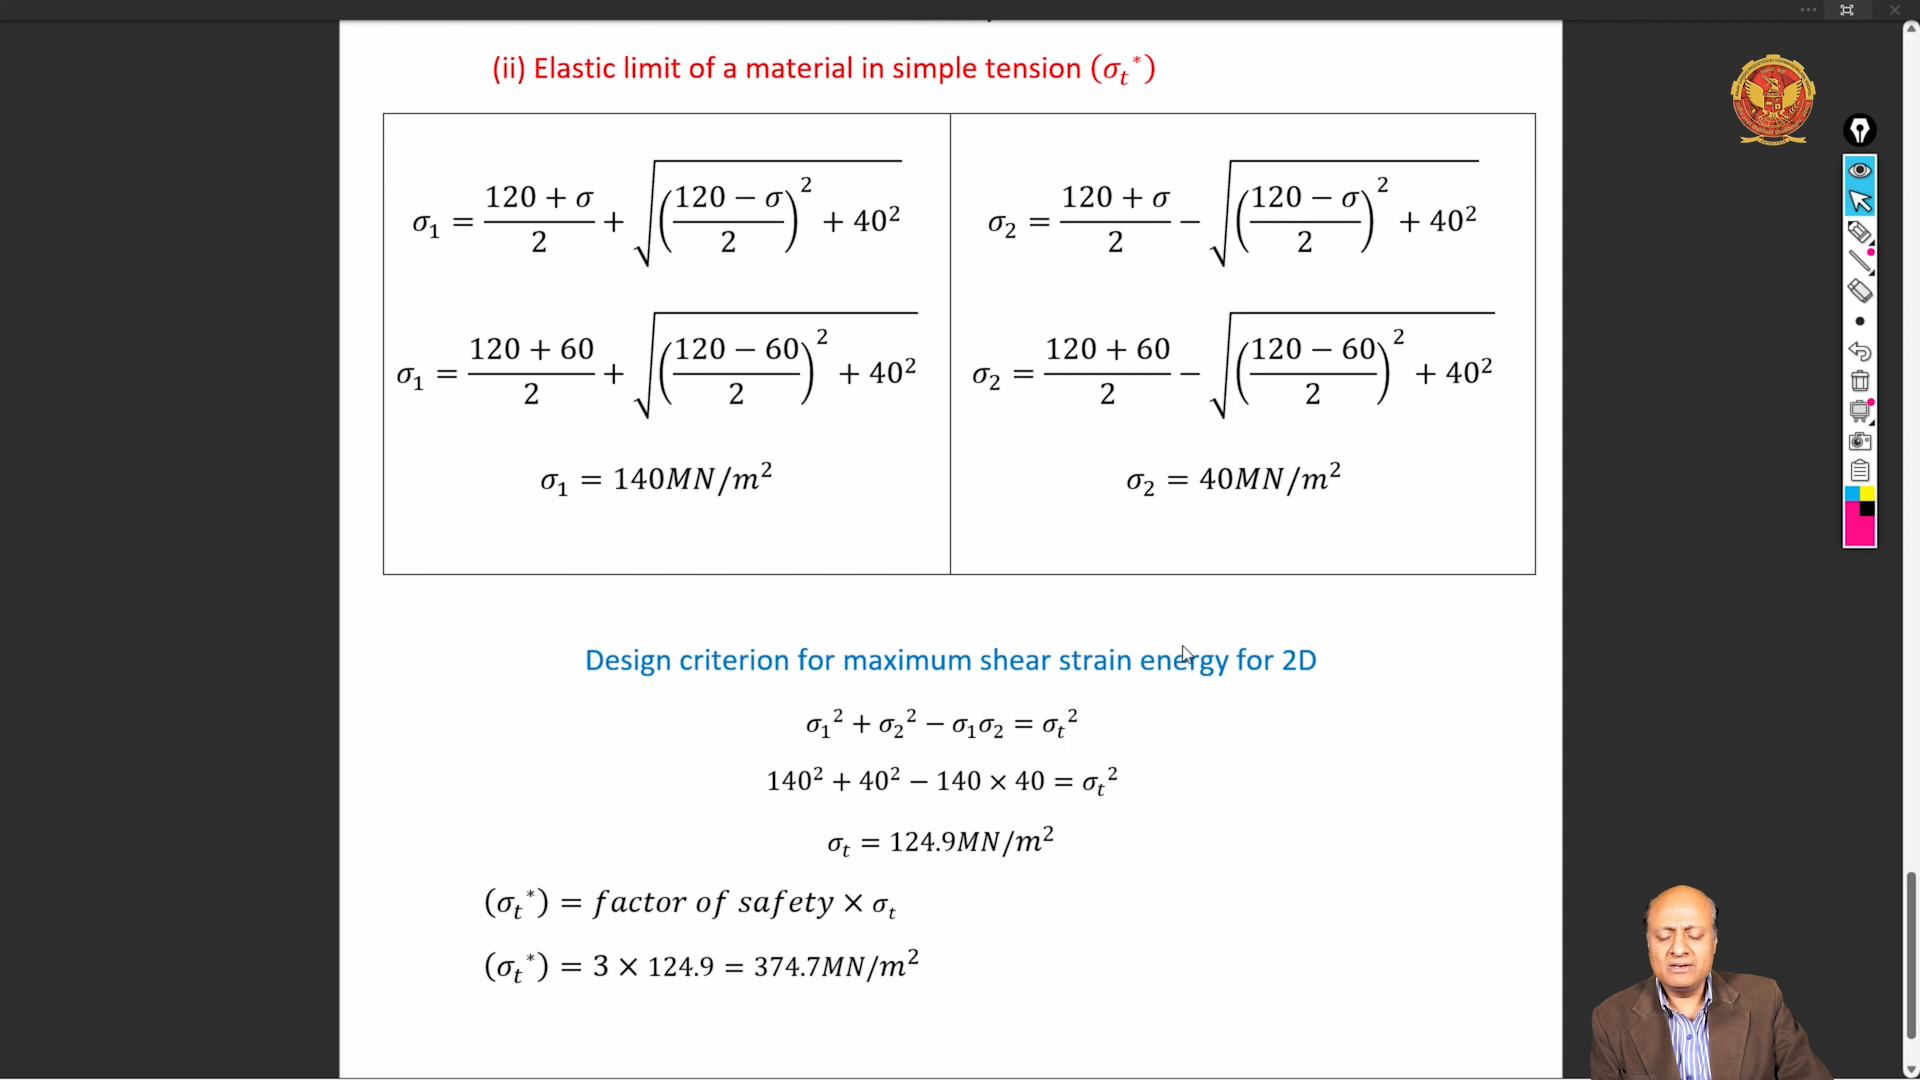 (ii) Elastic limit of a material in simple tension (σₜ*)
σ₁ = (120 + σ)/2 + √(((120 − σ)/2)² + 40²)
σ₁ = (120 + 60)/2 + √(((120 − 60)/2)² + 40²)
σ₁ = 140MN/m²
σ₂ = (120 + σ)/2 − √(((120 − σ)/2)² + 40²)
σ₂ = (120 + 60)/2 − √(((120 − 60)/2)² + 40²)
σ₂ = 40MN/m²
Design criterion for maximum shear strain energy for 2D
σ₁² + σ₂² − σ₁σ₂ = σₜ²
140² + 40² − 140 × 40 = σₜ²
σₜ = 124.9MN/m²
(σₜ*) = factor of safety × σₜ
(σₜ*) = 3 × 124.9 = 374.7MN/m²